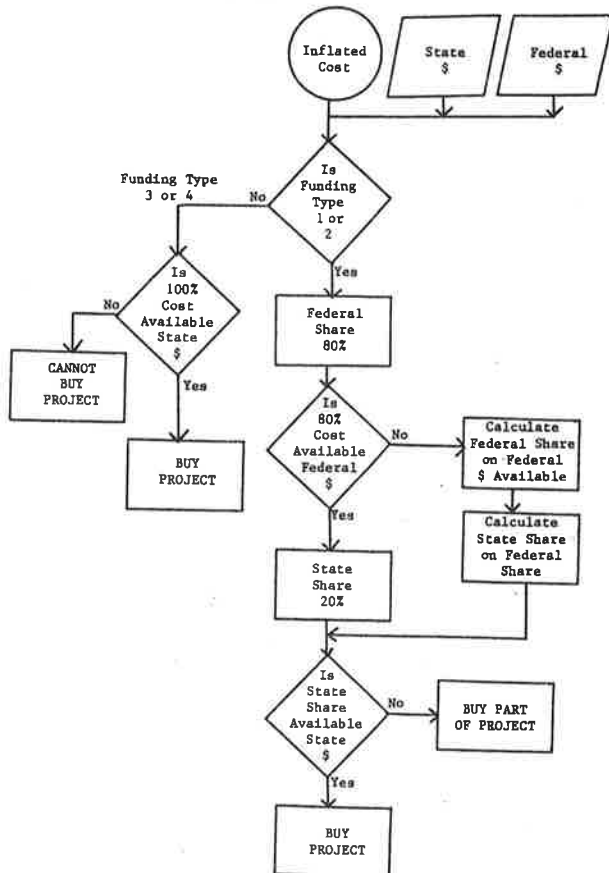 Inflated
Cost
State
$
Federal
$
Is
Funding
Type
1 or
2
Funding Type
3 or 4
No
Yes
Is
100%
Cost
Available
State
$
No
Yes
CANNOT
BUY
PROJECT
BUY
PROJECT
Federal
Share
80%
Is
80%
Cost
Available
Federal
$
No
Yes
Calculate
Federal Share
on Federal
$ Available
Calculate
State Share
on Federal
Share
State
Share
20%
Is
State
Share
Available
State
$
No
Yes
BUY PART
OF PROJECT
BUY
PROJECT